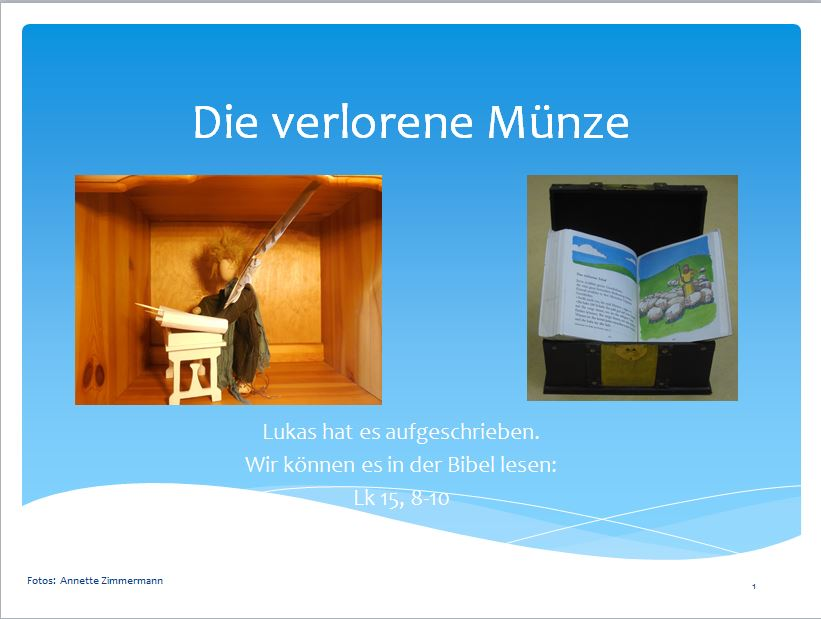 Die verlorene Münze
Lukas hat es aufgeschrieben.
Wir können es in der Bibel lesen:
Lk 15, 8-10
Fotos: Annette Zimmermann
1